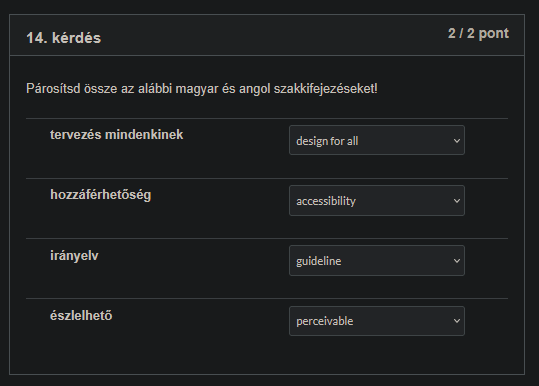 14. kérdés
2 / 2 pont
Párosítsd össze az alábbi magyar és angol szakkifejezéseket!
tervezés mindenkinek
design for all
hozzáférhetőség
accessibility
irányelv
guideline
észlelhető
perceivable